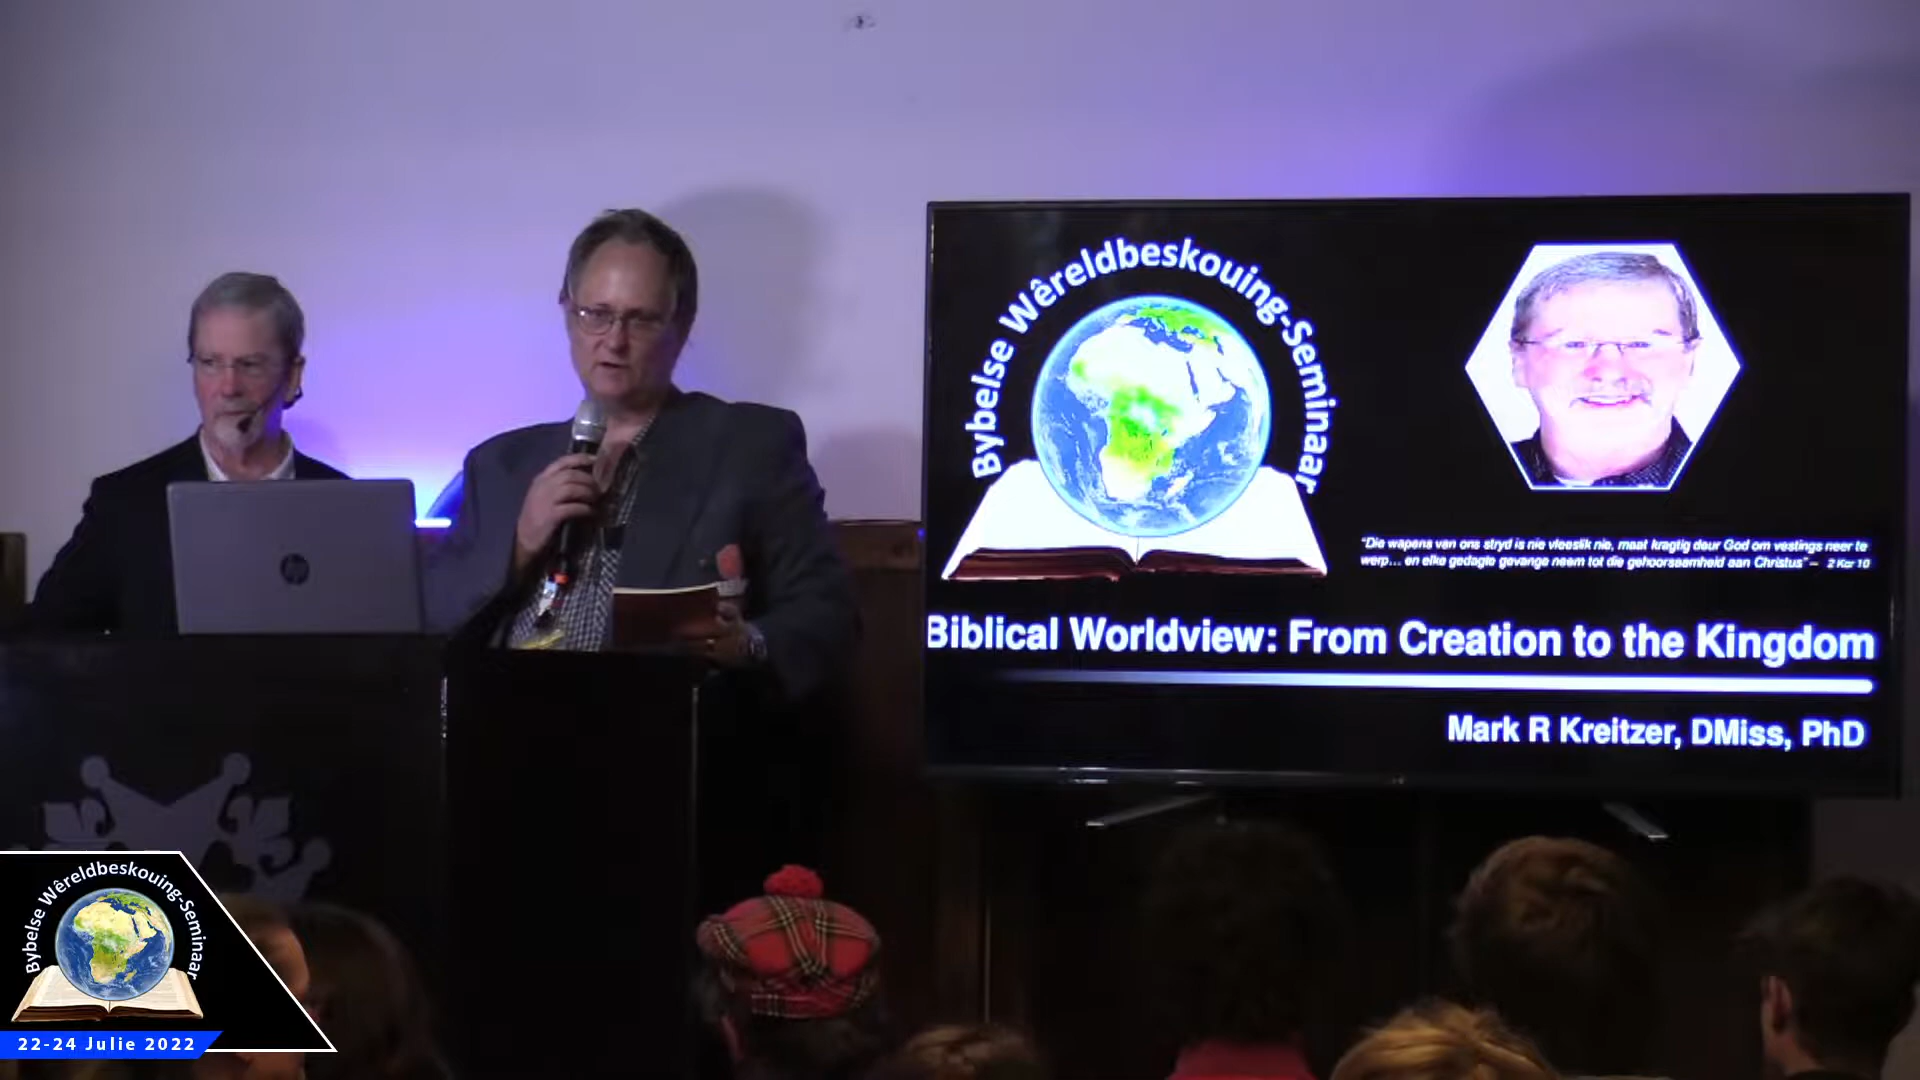 Bybelse Wêreldbeskouing-Seminaar
"Die wapens van ons stryd is nie vleeslik nie, maar kragtig deur God om vestings neer te
werp... en elke gedagte gevange neem tot die gehoorsaamheid aan Christus" – 2 Kor 10
Biblical Worldview: From Creation to the Kingdom
Mark R Kreitzer, DMiss, PhD
hp
Bybelse Wêreldbeskouing-Seminaar
22-24 Julie 2022